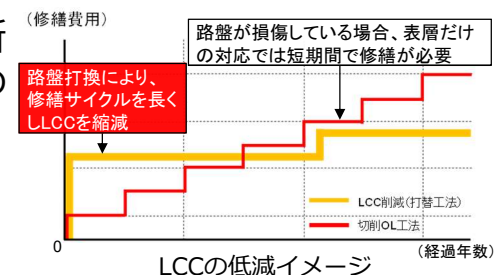 （修繕費用）
路盤が損傷している場合、表層だけ
の対応では短期間で修繕が必要
路盤打換により、
修繕サイクルを長く
しLCCを縮減
LCC削減(打替工法)
切削OL工法
0
（経過年数）
LCCの低減イメージ